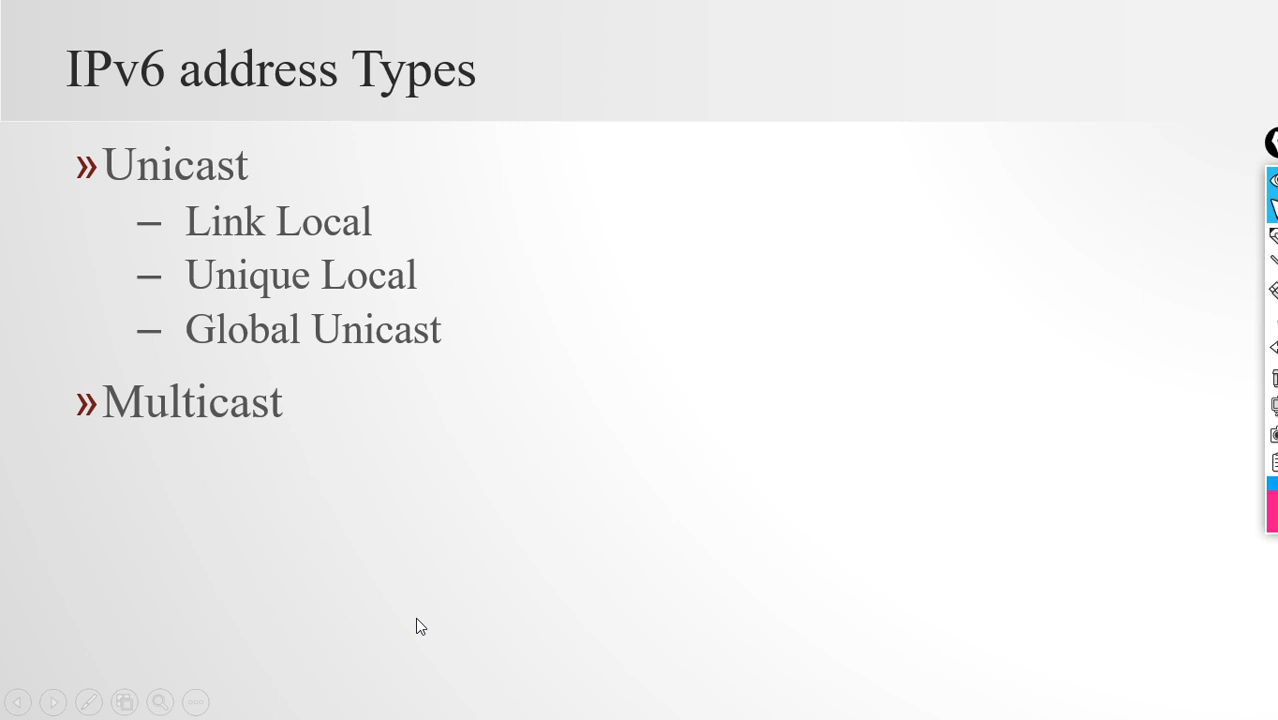 IPv6 address Types
»Unicast
– Link Local
– Unique Local
– Global Unicast
»Multicast